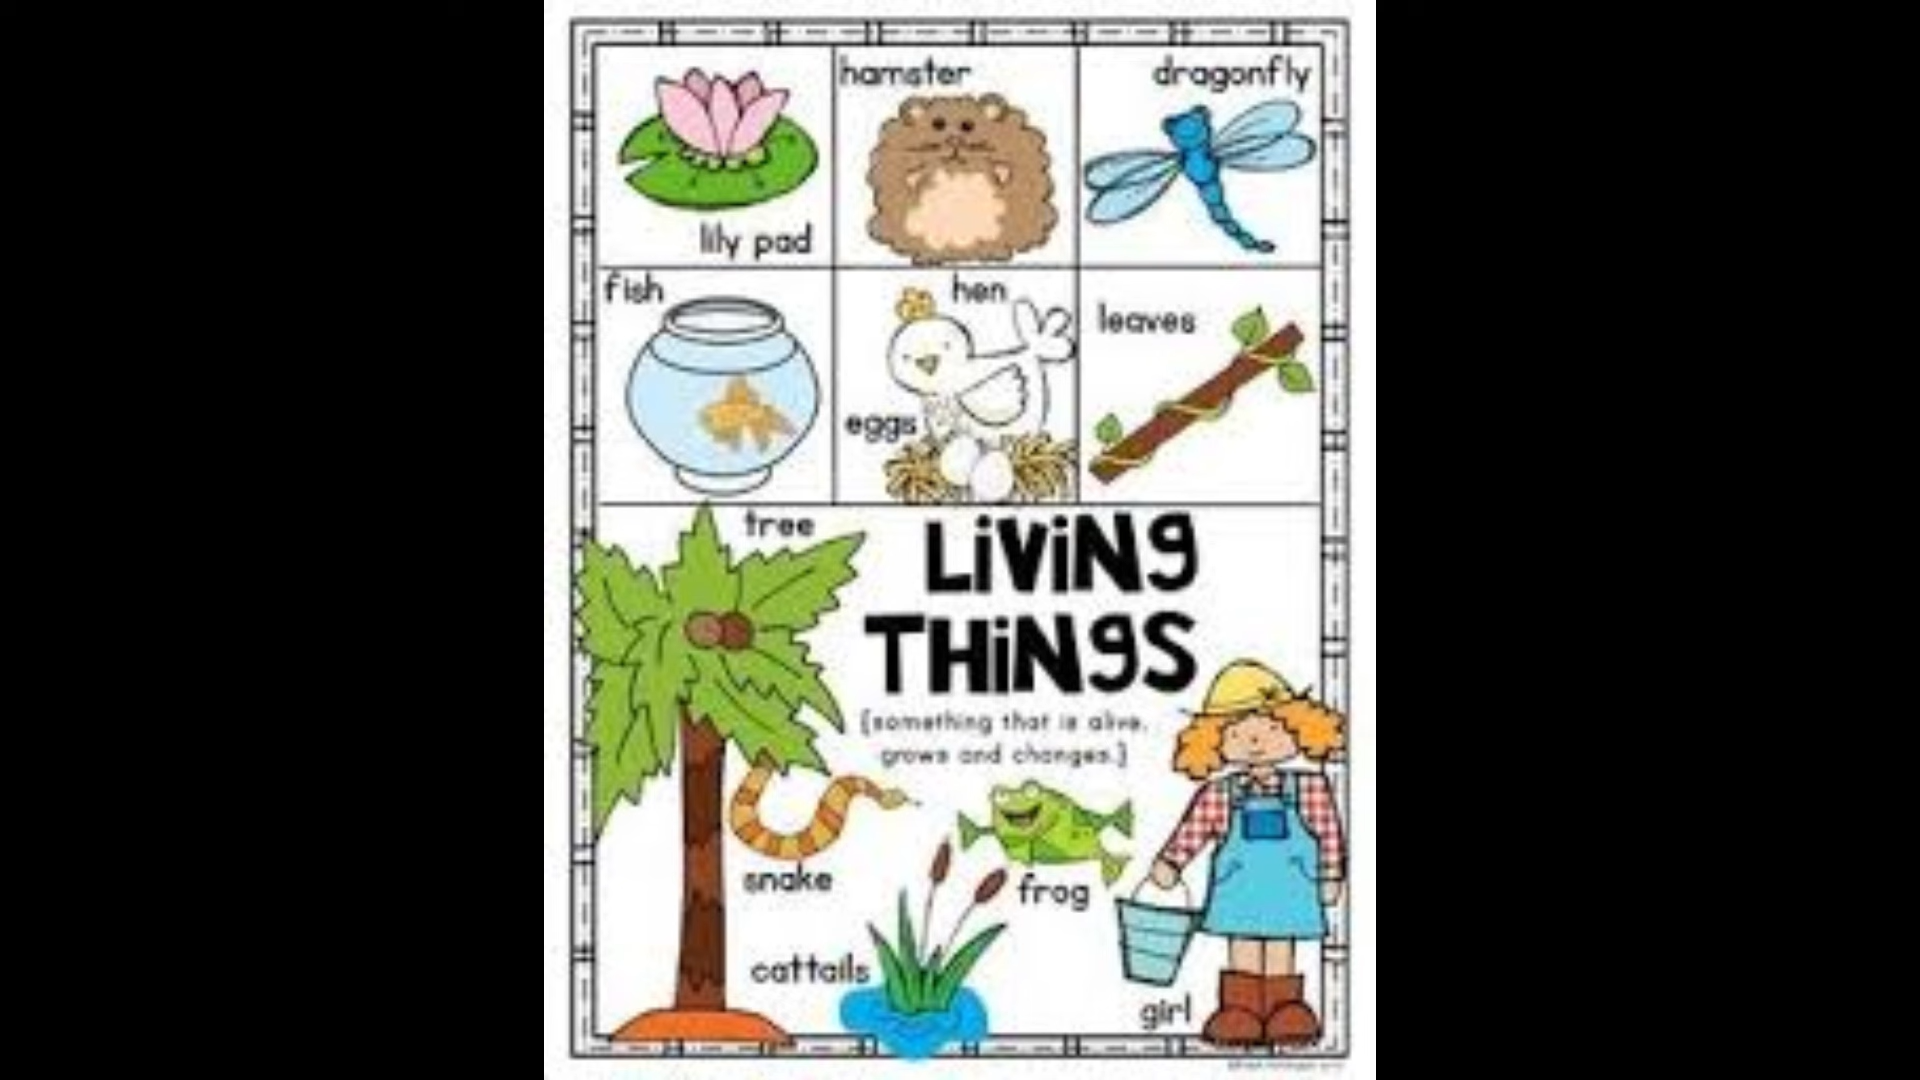 hamster
dragonfly
lily pad
fish
hen
leaves
eggs
tree
LiViNg
THiNgS
{something that is alive,
grows and changes.}
snake
frog
cattails
girl